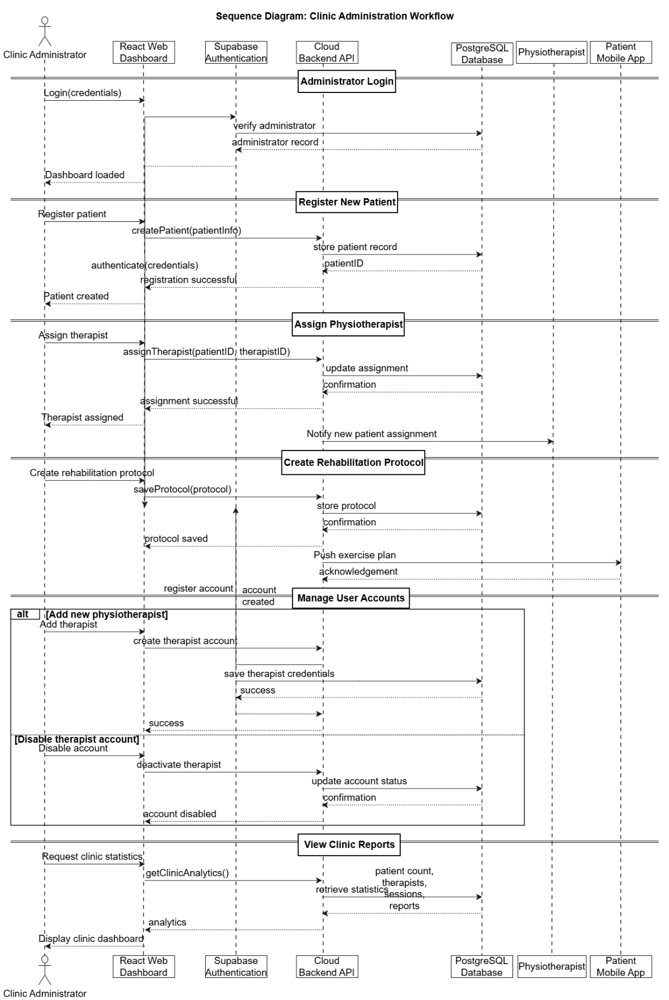 Sequence Diagram: Clinic Administration Workflow
Clinic Administrator
React Web
Dashboard
Supabase
Authentication
Cloud
Backend API
PostgreSQL
Database
Physiotherapist
Patient
Mobile App
Administrator Login
Login(credentials)
verify administrator
administrator record
Dashboard loaded
Register New Patient
Register patient
createPatient(patientInfo)
store patient record
patientID
authenticate(credentials)
registration successful
Patient created
Assign Physiotherapist
Assign therapist
assignTherapist(patientID, therapistID)
update assignment
confirmation
assignment successful
Therapist assigned
Notify new patient assignment
Create Rehabilitation Protocol
Create rehabilitation protocol
saveProtocol(protocol)
store protocol
confirmation
protocol saved
Push exercise plan
acknowledgement
register account
account
created
Manage User Accounts
alt
[Add new physiotherapist]
Add therapist
create therapist account
save therapist credentials
success
success
[Disable therapist account]
Disable account
deactivate therapist
update account status
confirmation
account disabled
View Clinic Reports
Request clinic statistics
getClinicAnalytics()
retrieve statistics
patient count,
therapists,
sessions,
reports
analytics
Display clinic dashboard
Clinic Administrator
React Web
Dashboard
Supabase
Authentication
Cloud
Backend API
PostgreSQL
Database
Physiotherapist
Patient
Mobile App